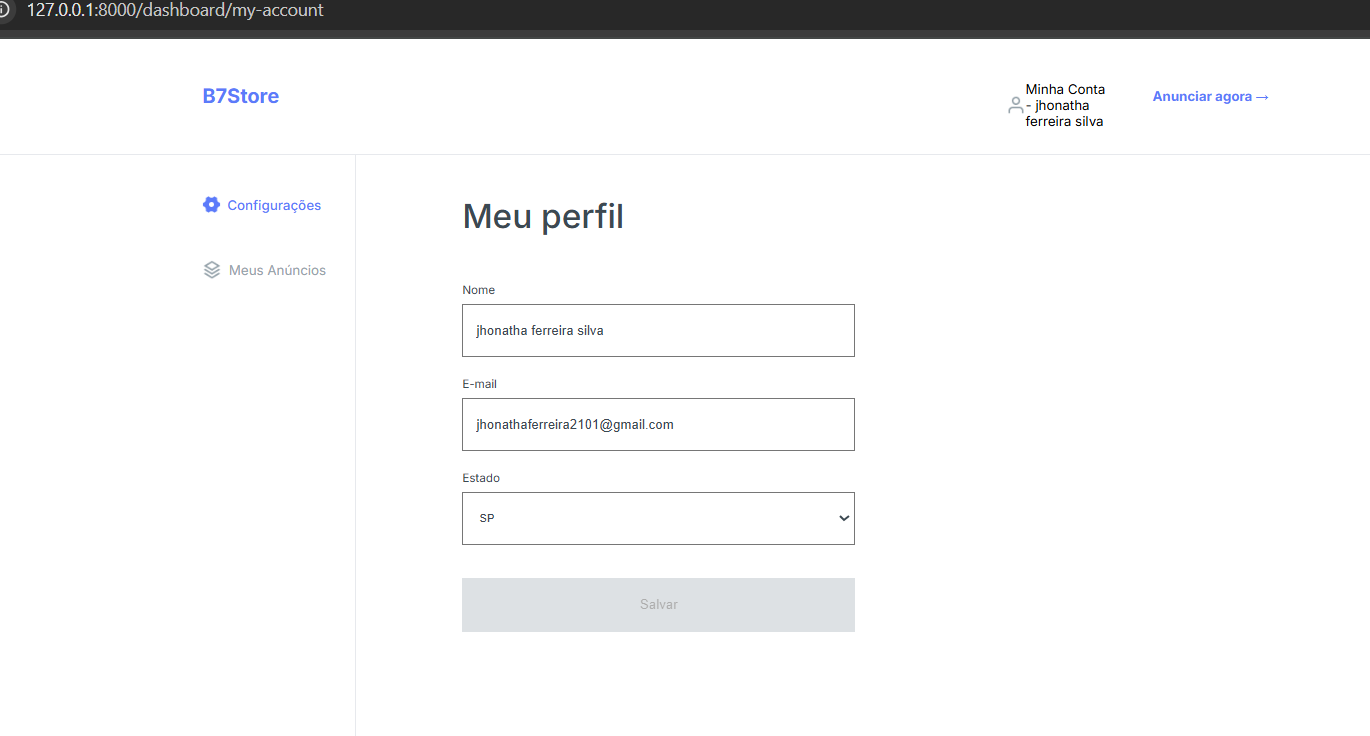 127.0.0.1:8000/dashboard/my-account
B7Store
Minha Conta
- jhonatha
ferreira silva
Anunciar agora →
Configurações
Meus Anúncios
Meu perfil
Nome
jhonatha ferreira silva
E-mail
jhonathaferreira2101@gmail.com
Estado
SP
Salvar